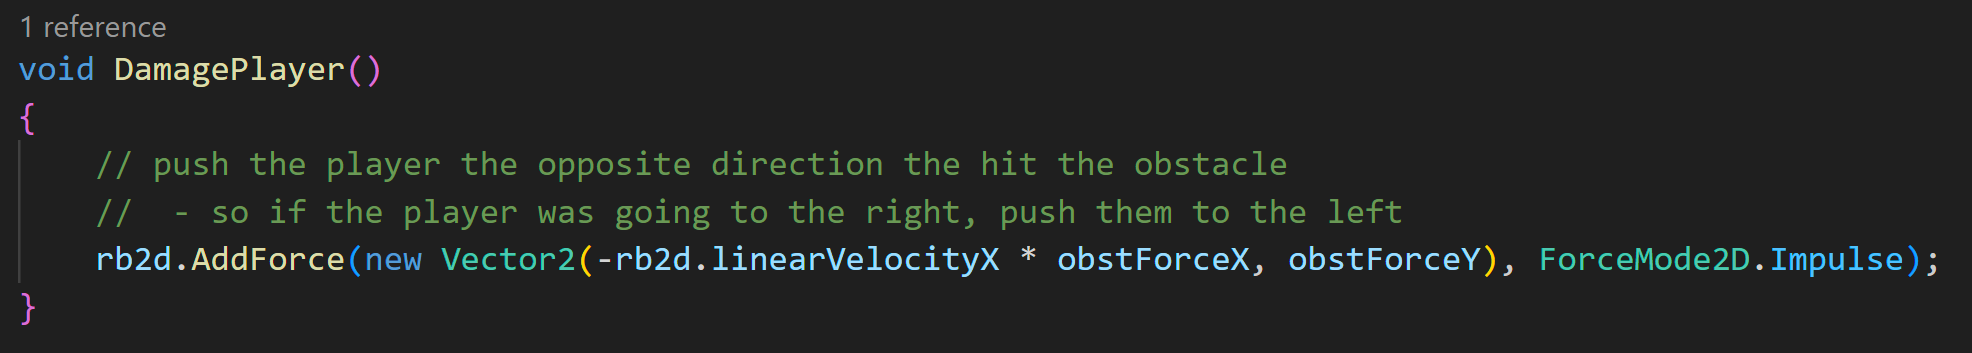 1 reference
void DamagePlayer()
{
// push the player the opposite direction the hit the obstacle
//  - so if the player was going to the right, push them to the left
rb2d.AddForce(new Vector2(-rb2d.linearVelocityX * obstForceX, obstForceY), ForceMode2D.Impulse);
}